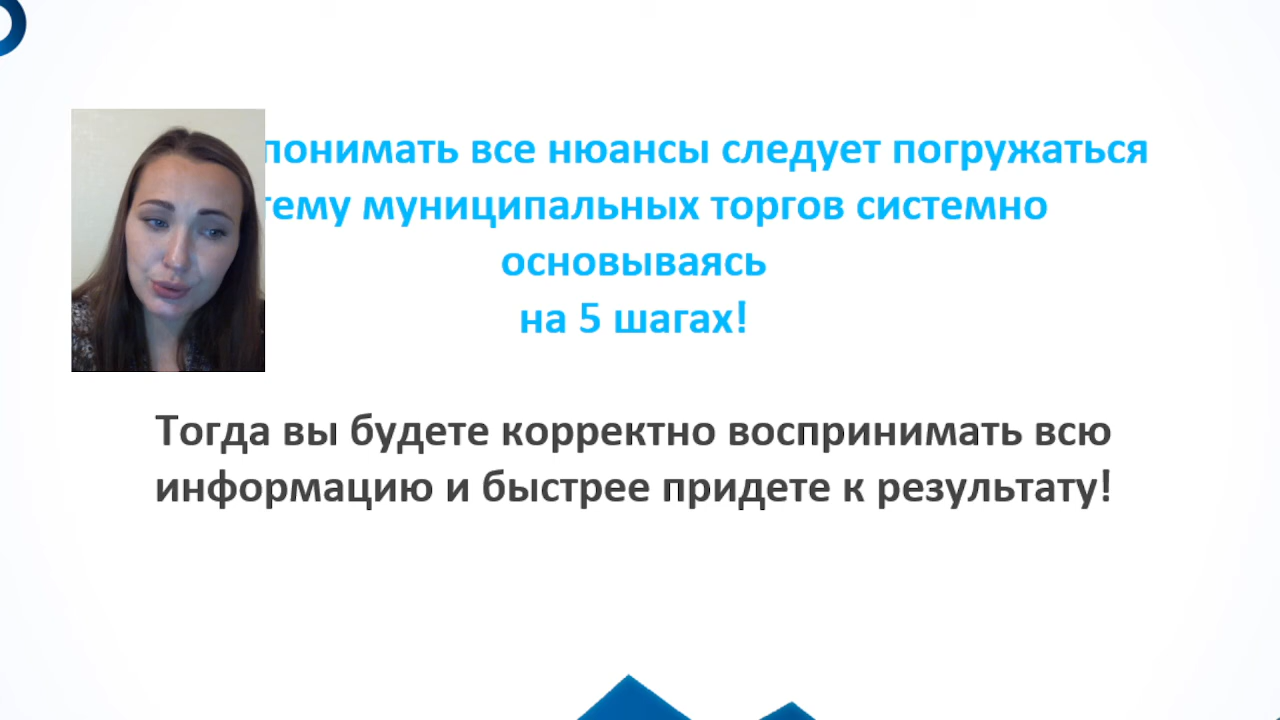 понимать все нюансы следует погружаться
тему муниципальных торгов системно
основываясь
на 5 шагах!
Тогда вы будете корректно воспринимать всю
информацию и быстрее придете к результату!